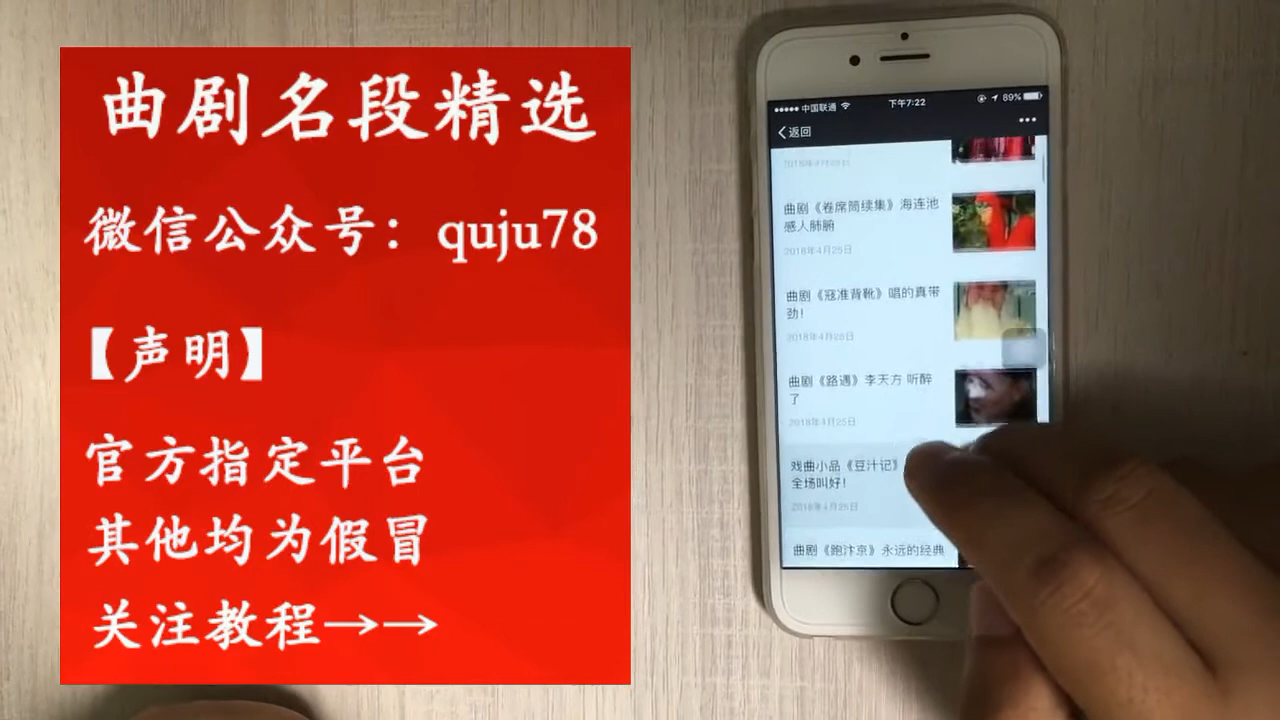 曲剧名段精选
微信公众号：quju78
【声明】
官方指定平台
其他均为假冒
关注教程→→
中国联通
下午7:22
89%
返回
曲剧《卷席筒续集》海连池
感人肺腑
2018年4月25日
曲剧《寇准背靴》唱的真带
劲!
2018年4月25日
曲剧《路遇》李天方 听醉
了
2018年4月25日
戏曲小品《豆汁记》
全场叫好!
2018年4月25日
曲剧《跑汴京》永远的经典